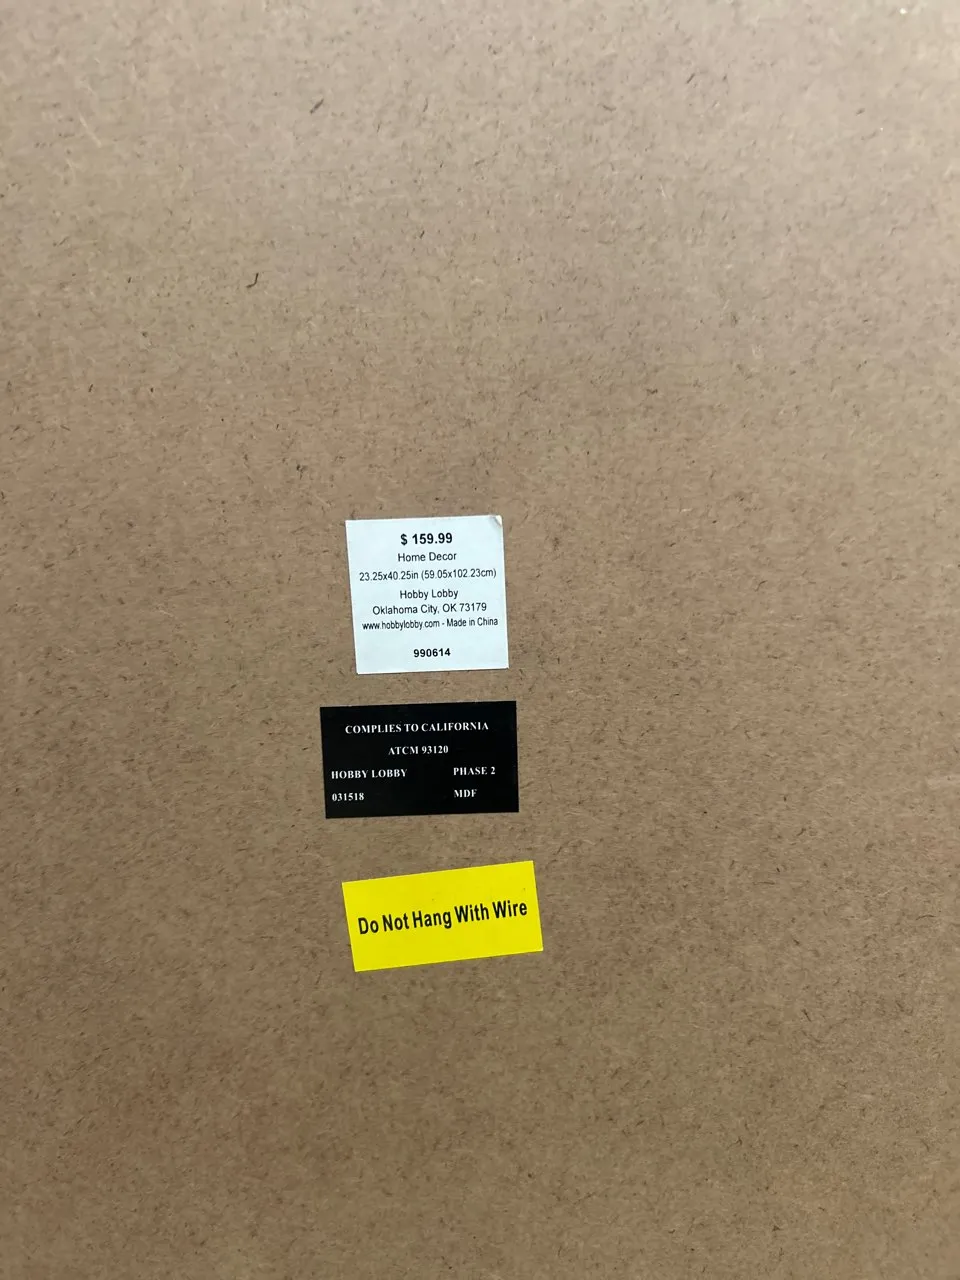 $ 159.99
Home Decor
23.25x40.25in (59.05x102.23cm)
Hobby Lobby
Oklahoma City, OK 73179
www.hobbylobby.com - Made in China
990614
COMPLIES TO CALIFORNIA
ATCM 93120
HOBBY LOBBY PHASE 2
031518 MDF
Do Not Hang With Wire